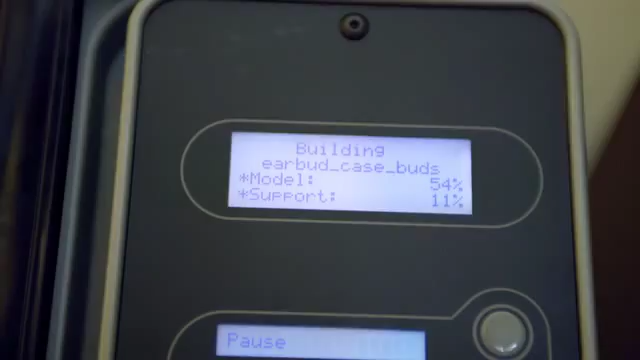 Building
earbud_case_buds
*Model: 54%
*Support: 11%
Pause